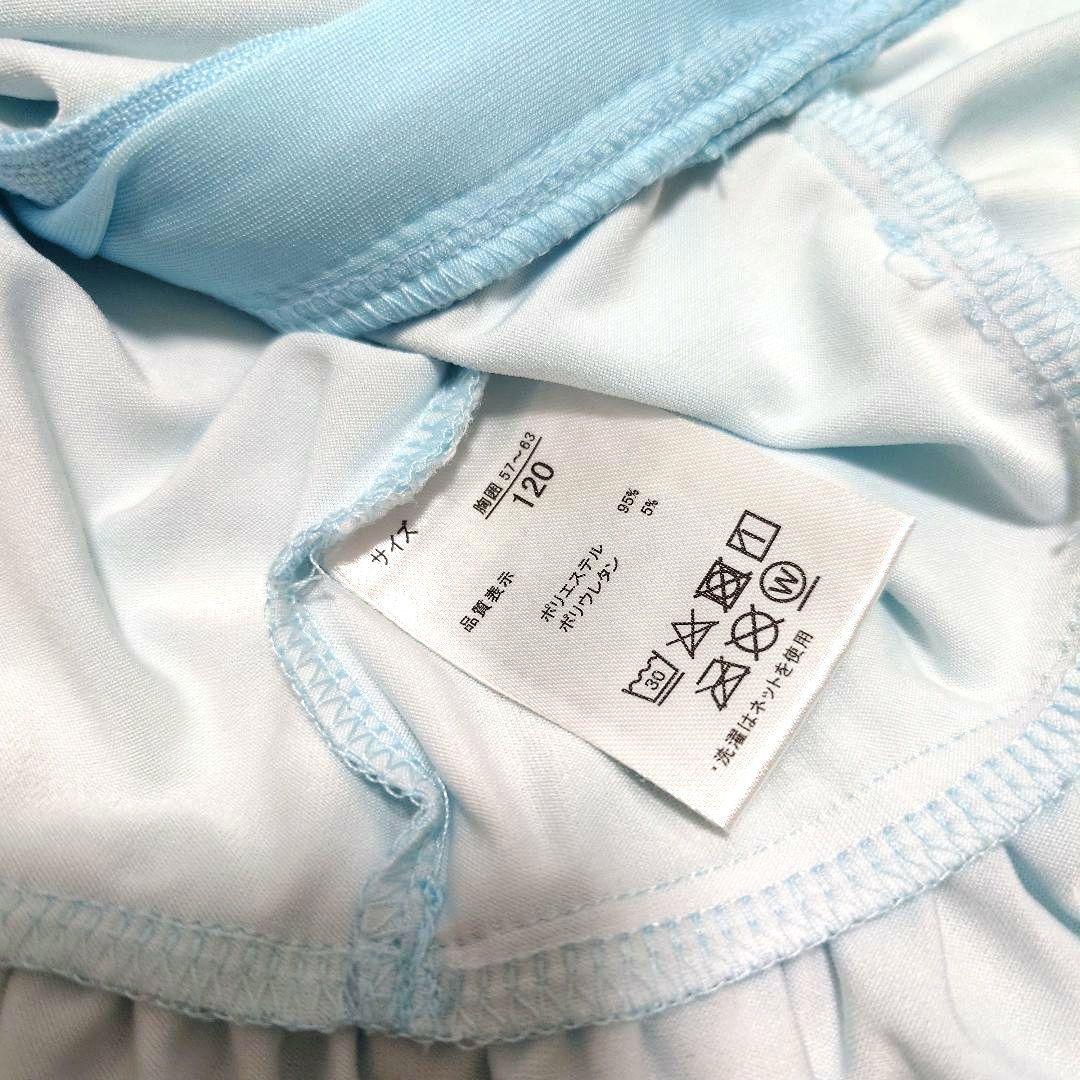 サイズ
胸囲 57～63
120
品質表示
ポリエステル 95%
ポリウレタン 5%
30
W
・洗濯はネットを使用